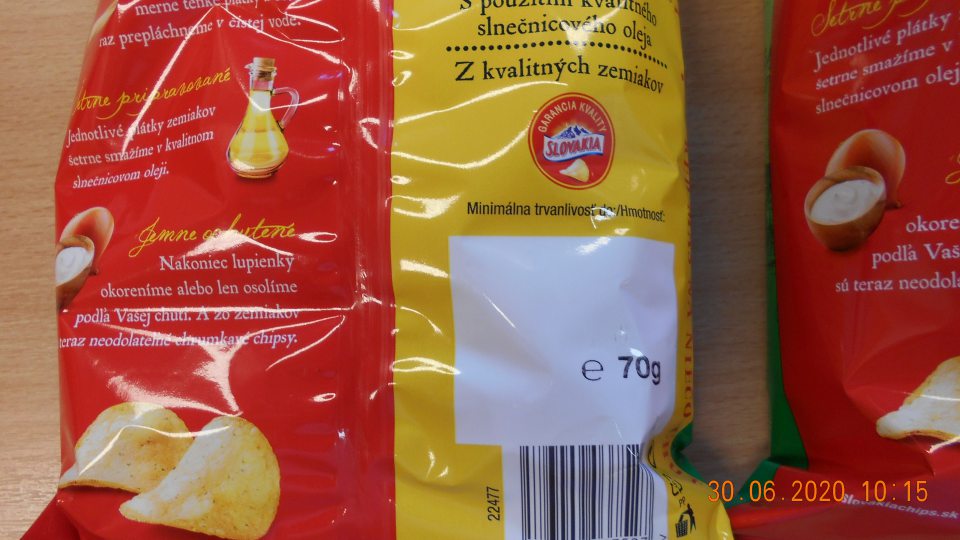 merne tenké plátky a
raz prepláchneme v čistej vode.
Šetrne pripravované
Jednotlivé plátky zemiakov
šetrne smažíme v kvalitnom
slnečnicovom oleji.
Jemne ochutené
Nakoniec lupienky
okoreníme alebo len osolíme
podľa Vašej chuti. A zo zemiakov
teraz neodolateľné chrumkavé chipsy.
S použitím kvalitného
slnečnicového oleja
Z kvalitných zemiakov
GARANCIA KVALITY
SLOVAKIA
Minimálna trvanlivosť do:/Hmotnosť:
e 70g
22477
PP
Šetrne
Jednotlivé plátky
šetrne smažíme v
slnečnicovom olej
okore
podľa Vaš
sú teraz neodola
slovakiachips.sk
30.06.2020 10:15